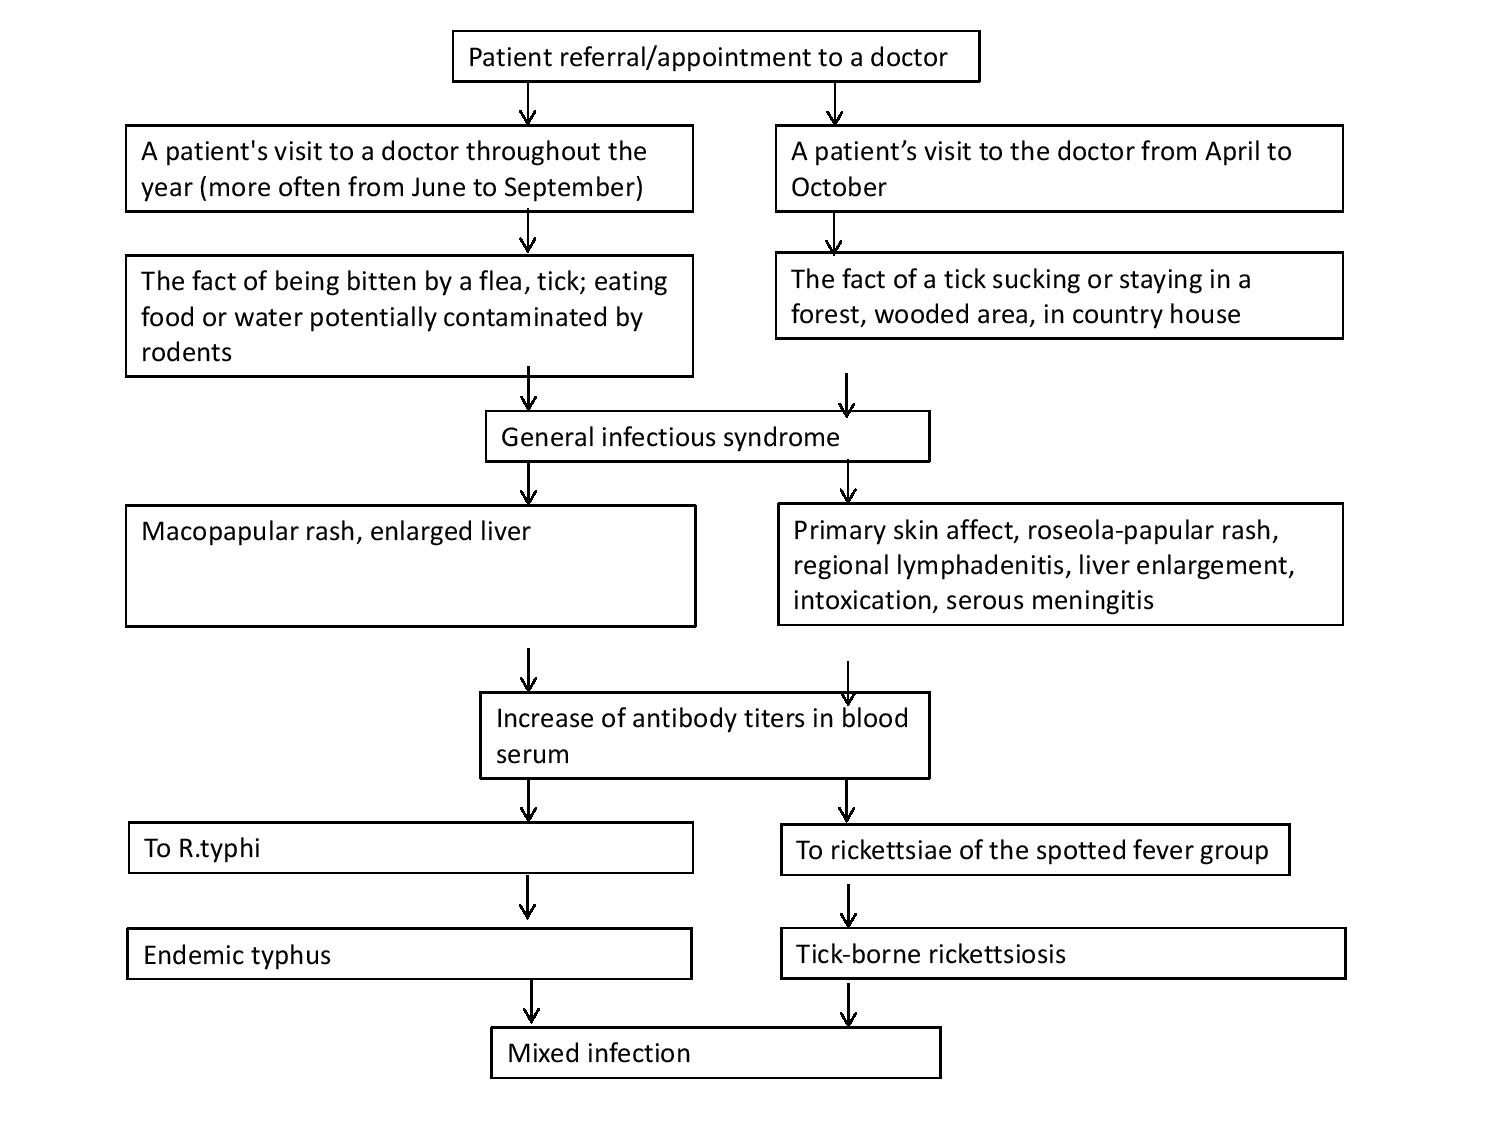 Patient referral/appointment to a doctor
A patient's visit to a doctor throughout the
year (more often from June to September)
A patient’s visit to the doctor from April to
October
The fact of being bitten by a flea, tick; eating
food or water potentially contaminated by
rodents
The fact of a tick sucking or staying in a
forest, wooded area, in country house
General infectious syndrome
Macopapular rash, enlarged liver
Primary skin affect, roseola-papular rash,
regional lymphadenitis, liver enlargement,
intoxication, serous meningitis
Increase of antibody titers in blood
serum
To R.typhi
To rickettsiae of the spotted fever group
Endemic typhus
Tick-borne rickettsiosis
Mixed infection